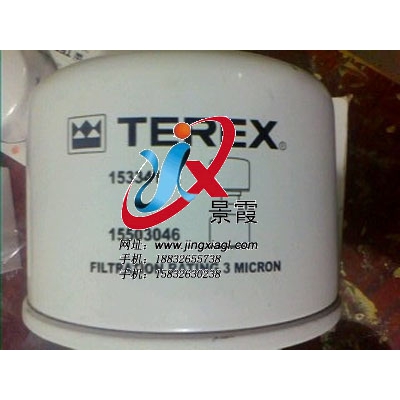 TEREX®
15334
景霞
15503046
网址：www.jingxiagl.com
手机：18832655738
FILTRATION RATING 3 MICRON
手机：15832630238